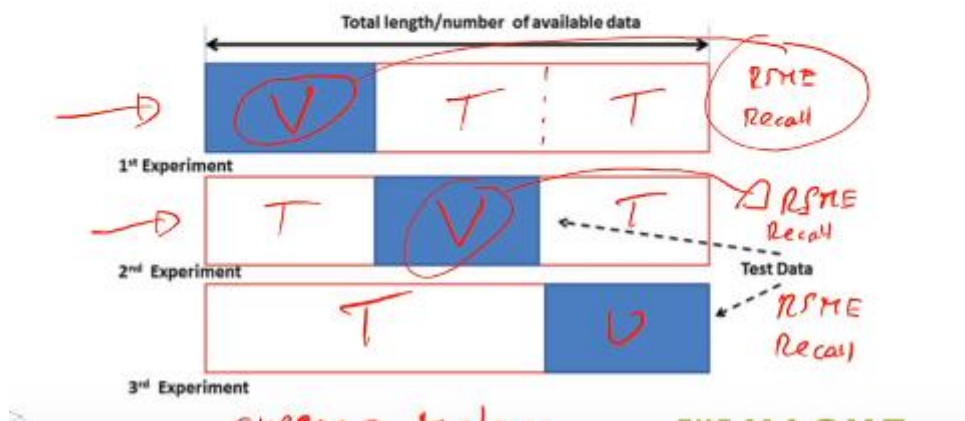 Total length/number of available data
V T T RSME
Recall
1st Experiment
T V T RSME
Recall
2nd Experiment
Test Data
T V RSME
Recall
3rd Experiment